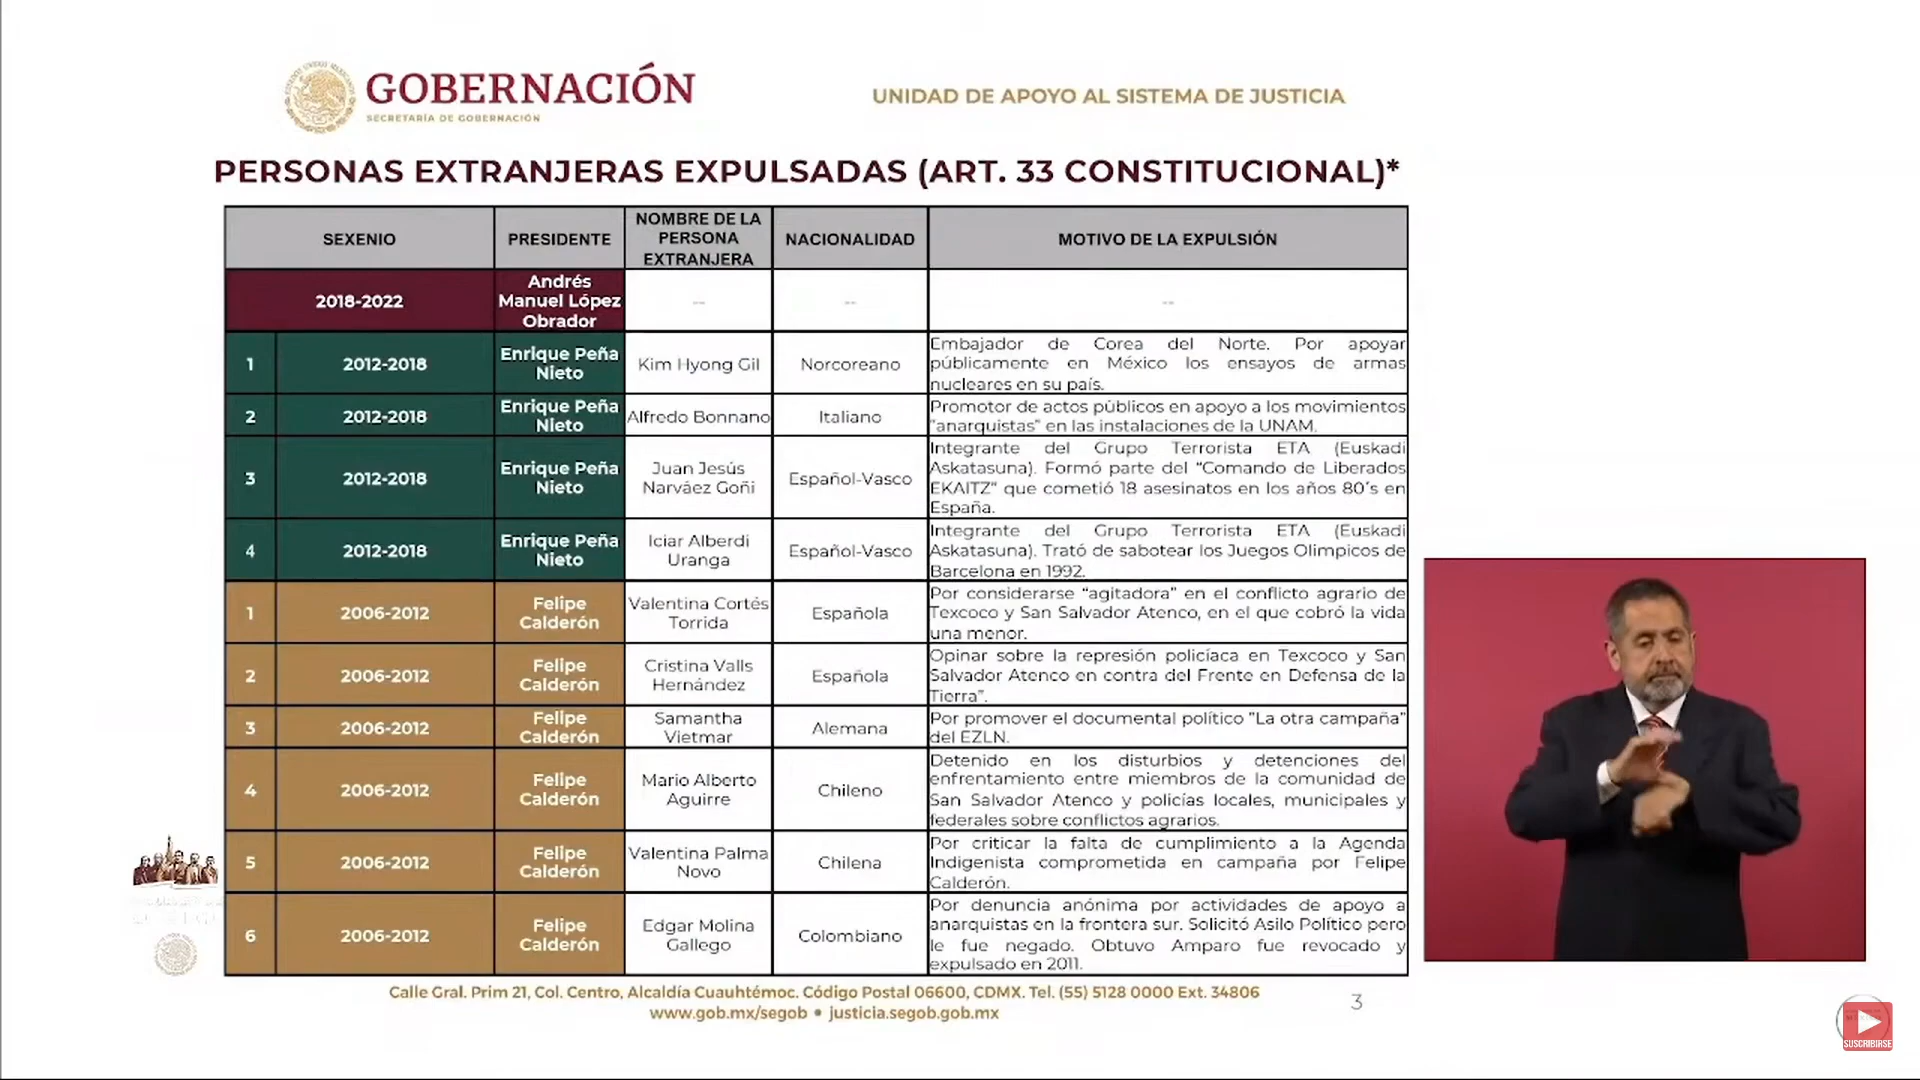 GOBERNACIÓN
SECRETARÍA DE GOBERNACIÓN
UNIDAD DE APOYO AL SISTEMA DE JUSTICIA
PERSONAS EXTRANJERAS EXPULSADAS (ART. 33 CONSTITUCIONAL)*
SEXENIO
PRESIDENTE
NOMBRE DE LA
PERSONA
EXTRANJERA
NACIONALIDAD
MOTIVO DE LA EXPULSIÓN
2018-2022
Andrés
Manuel López
Obrador
--
--
--
1
2012-2018
Enrique Peña
Nieto
Kim Hyong Gil
Norcoreano
Embajador de Corea del Norte. Por apoyar
públicamente en México los ensayos de armas
nucleares en su país.
2
2012-2018
Enrique Peña
Nieto
Alfredo Bonnano
Italiano
Promotor de actos públicos en apoyo a los movimientos
"anarquistas" en las instalaciones de la UNAM.
3
2012-2018
Enrique Peña
Nieto
Juan Jesús
Narváez Goñi
Español-Vasco
Integrante del Grupo Terrorista ETA (Euskadi
Askatasuna). Formó parte del "Comando de Liberados
EKAITZ" que cometió 18 asesinatos en los años 80´s en
España.
4
2012-2018
Enrique Peña
Nieto
Iciar Alberdi
Uranga
Español-Vasco
Integrante del Grupo Terrorista ETA (Euskadi
Askatasuna). Trató de sabotear los Juegos Olimpicos de
Barcelona en 1992.
1
2006-2012
Felipe
Calderón
Valentina Cortés
Torrida
Española
Por considerarse "agitadora" en el conflicto agrario de
Texcoco y San Salvador Atenco, en el que cobró la vida
una menor.
2
2006-2012
Felipe
Calderón
Cristina Valls
Hernández
Española
Opinar sobre la represión policíaca en Texcoco y San
Salvador Atenco en contra del Frente en Defensa de la
Tierra".
3
2006-2012
Felipe
Calderón
Samantha
Vietmar
Alemana
Por promover el documental político "La otra campaña"
del EZLN.
4
2006-2012
Felipe
Calderón
Mario Alberto
Aguirre
Chileno
Detenido en los disturbios y detenciones del
enfrentamiento entre miembros de la comunidad de
San Salvador Atenco y policías locales, municipales y
federales sobre conflictos agrarios.
5
2006-2012
Felipe
Calderón
Valentina Palma
Novo
Chilena
Por criticar la falta de cumplimiento a la Agenda
Indigenista comprometida en campaña por Felipe
Calderón.
6
2006-2012
Felipe
Calderón
Edgar Molina
Gallego
Colombiano
Por denuncia anónima por actividades de apoyo a
anarquistas en la frontera sur. Solicitó Asilo Político pero
le fue negado. Obtuvo Amparo fue revocado y
expulsado en 2011.
Calle Gral. Prim 21, Col. Centro, Alcaldía Cuauhtémoc. Código Postal 06600, CDMX. Tel. (55) 5128 0000 Ext. 34806
www.gob.mx/segob • justicia.segob.gob.mx
3
SUSCRIBIRSE